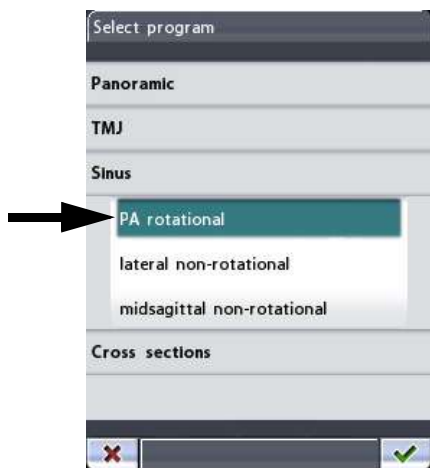 Select program
Panoramic
TMJ
Sinus
PA rotational
lateral non-rotational
midsagittal non-rotational
Cross sections